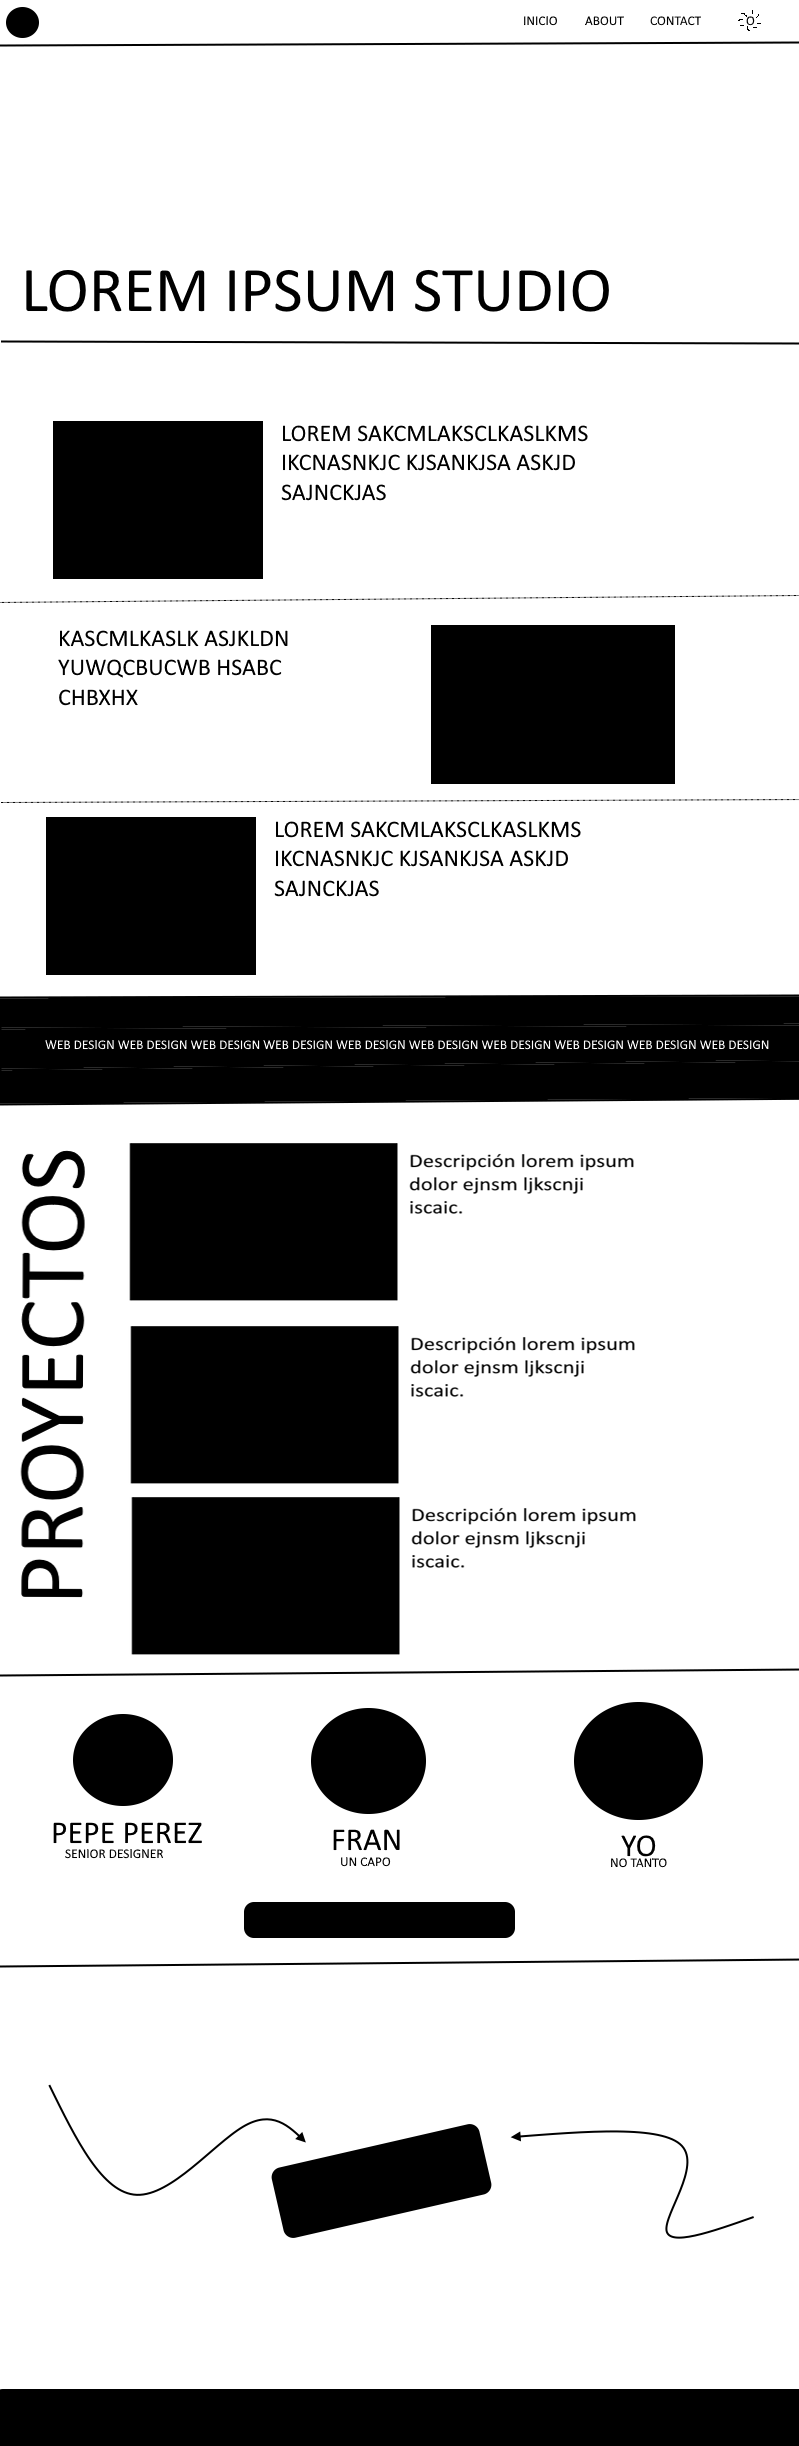 INICIO ABOUT CONTACT
LOREM IPSUM STUDIO
LOREM SAKCMLAKSCLKASLKMS
IKCNASNKJC KJSANKJSA ASKJD
SAJNCKJAS
KASCMLKASLK ASJKLDN
YUWQCBUCWB HSABC
CHBXHX
LOREM SAKCMLAKSCLKASLKMS
IKCNASNKJC KJSANKJSA ASKJD
SAJNCKJAS
WEB DESIGN WEB DESIGN WEB DESIGN WEB DESIGN WEB DESIGN WEB DESIGN WEB DESIGN WEB DESIGN WEB DESIGN WEB DESIGN
PROYECTOS
Descripción lorem ipsum
dolor ejnsm ljkscnji
iscaic.
Descripción lorem ipsum
dolor ejnsm ljkscnji
iscaic.
Descripción lorem ipsum
dolor ejnsm ljkscnji
iscaic.
PEPE PEREZ
SENIOR DESIGNER
FRAN
UN CAPO
YO
NO TANTO